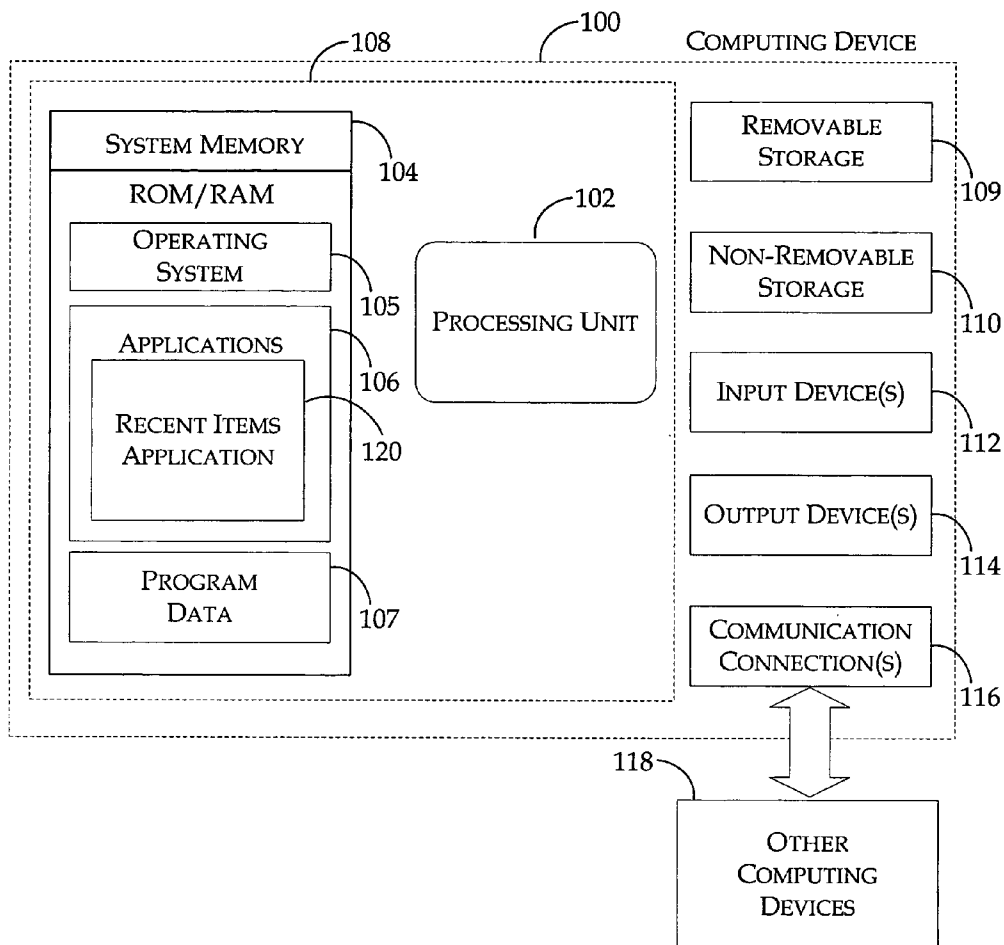 100
COMPUTING DEVICE
108
SYSTEM MEMORY
104
ROM/RAM
OPERATING
SYSTEM
105
APPLICATIONS
106
RECENT ITEMS
APPLICATION
120
PROGRAM
DATA
107
102
PROCESSING UNIT
REMOVABLE
STORAGE
109
NON-REMOVABLE
STORAGE
110
INPUT DEVICE(S)
112
OUTPUT DEVICE(S)
114
COMMUNICATION
CONNECTION(S)
116
118
OTHER
COMPUTING
DEVICES